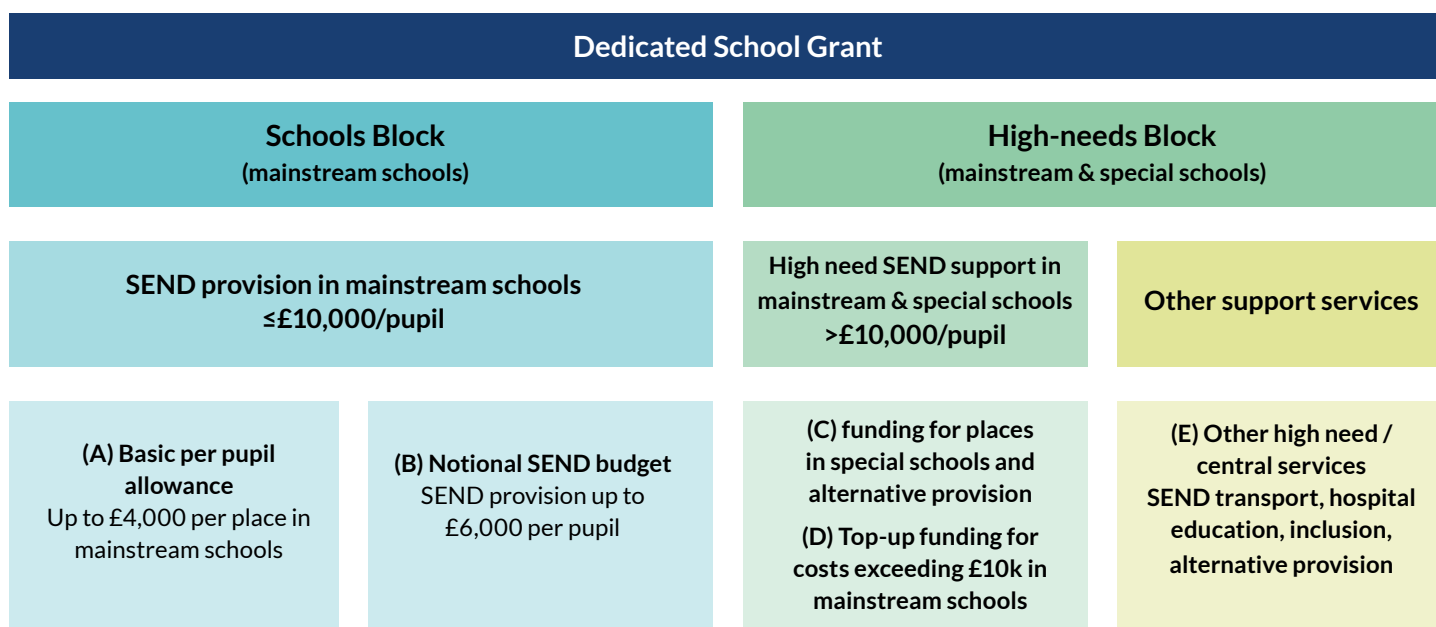 Dedicated School Grant
Schools Block
(mainstream schools)
High-needs Block
(mainstream & special schools)
SEND provision in mainstream schools
≤£10,000/pupil
High need SEND support in
mainstream & special schools
>£10,000/pupil
Other support services
(A) Basic per pupil
allowance
Up to £4,000 per place in
mainstream schools
(B) Notional SEND budget
SEND provision up to
£6,000 per pupil
(C) funding for places
in special schools and
alternative provision
(D) Top-up funding for
costs exceeding £10k in
mainstream schools
(E) Other high need /
central services
SEND transport, hospital
education, inclusion,
alternative provision